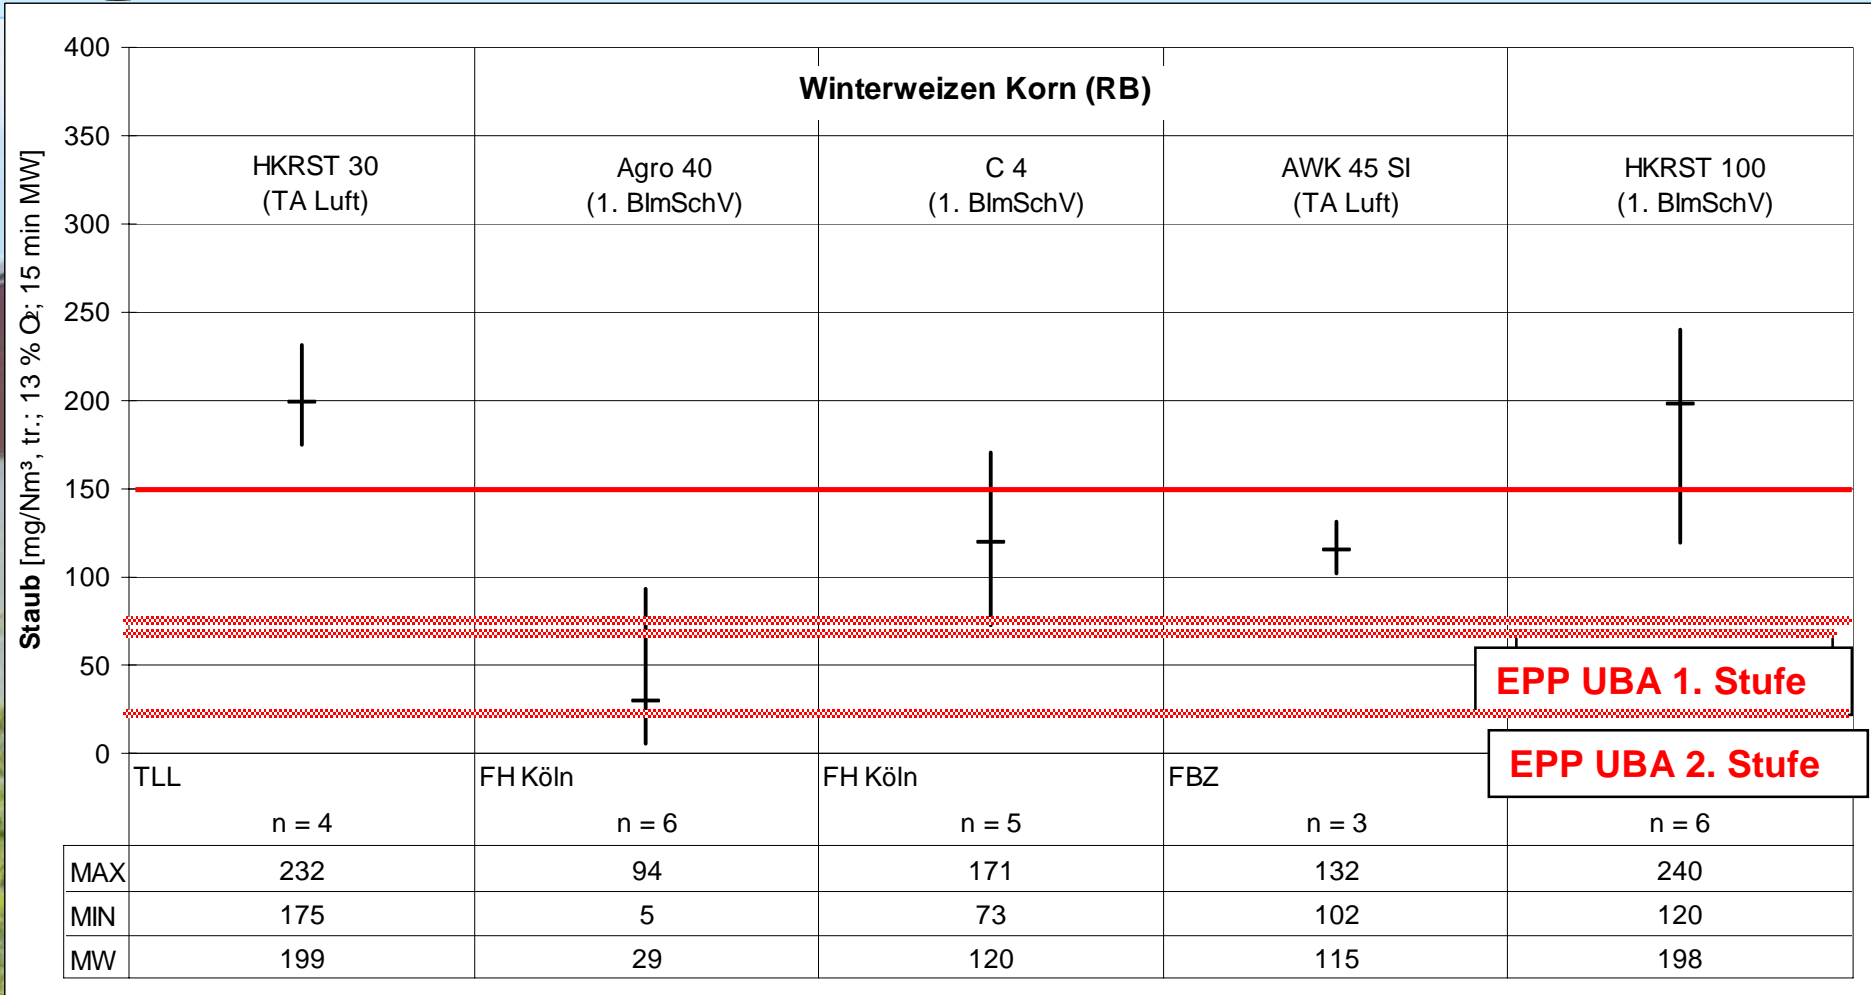 Winterweizen Korn (RB)
Staub [mg/Nm³, tr.; 13 % O₂; 15 min MW]
400
350
300
250
200
150
100
50
0
HKRST 30
(TA Luft)
Agro 40
(1. BImSchV)
C 4
(1. BImSchV)
AWK 45 SI
(TA Luft)
HKRST 100
(1. BImSchV)
EPP UBA 1. Stufe
EPP UBA 2. Stufe
TLL FH Köln FH Köln FBZ
n = 4 n = 6 n = 5 n = 3 n = 6
MAX 232 94 171 132 240
MIN 175 5 73 102 120
MW 199 29 120 115 198